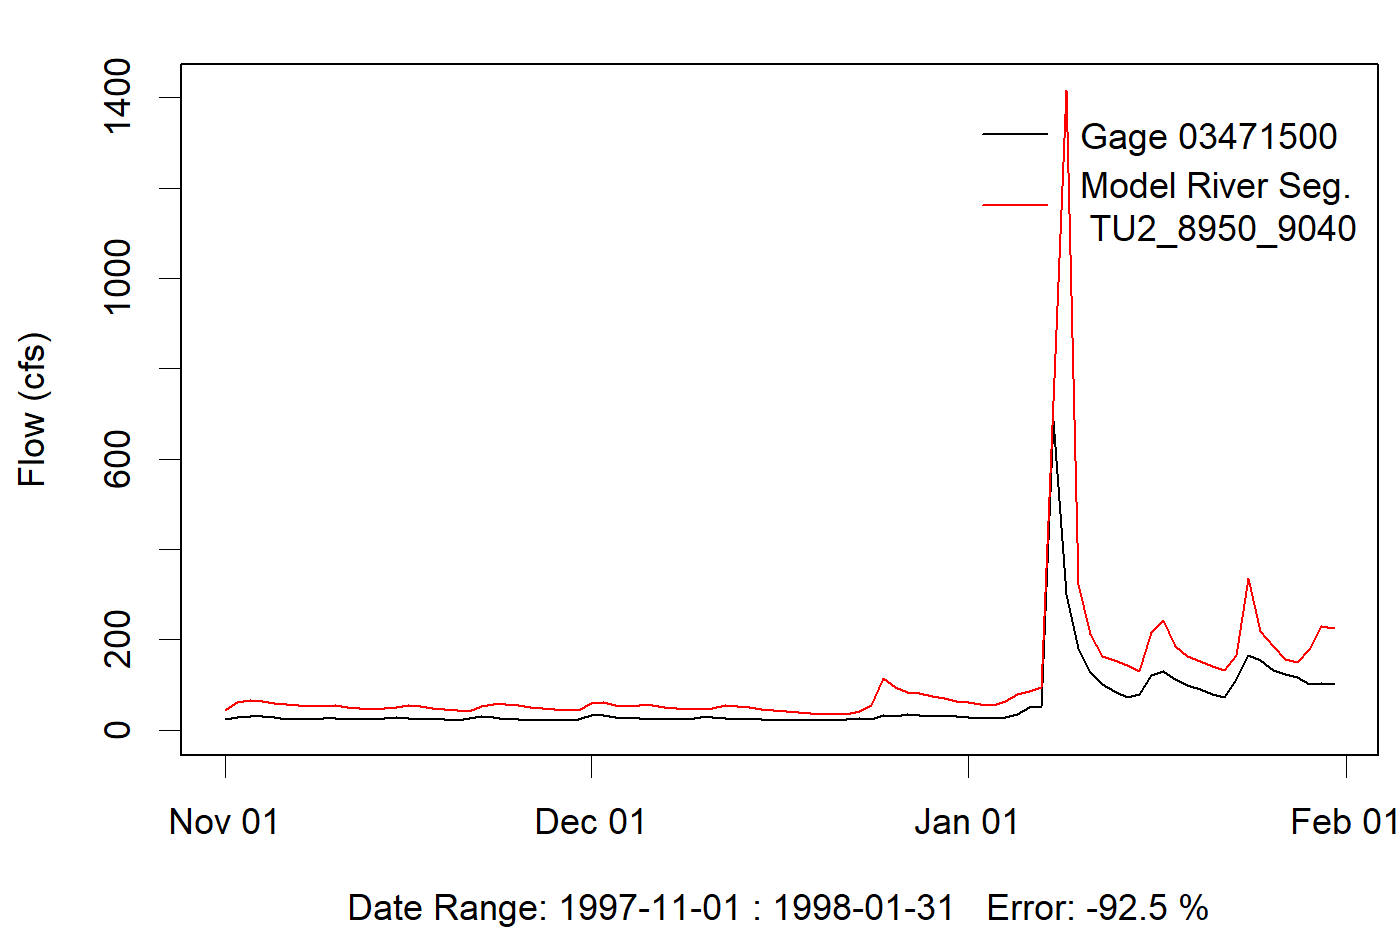 1400
1000
600
200
0
Flow (cfs)
Gage 03471500
Model River Seg.
TU2_8950_9040
Nov 01
Dec 01
Jan 01
Feb 01
Date Range: 1997-11-01 : 1998-01-31 Error: -92.5 %